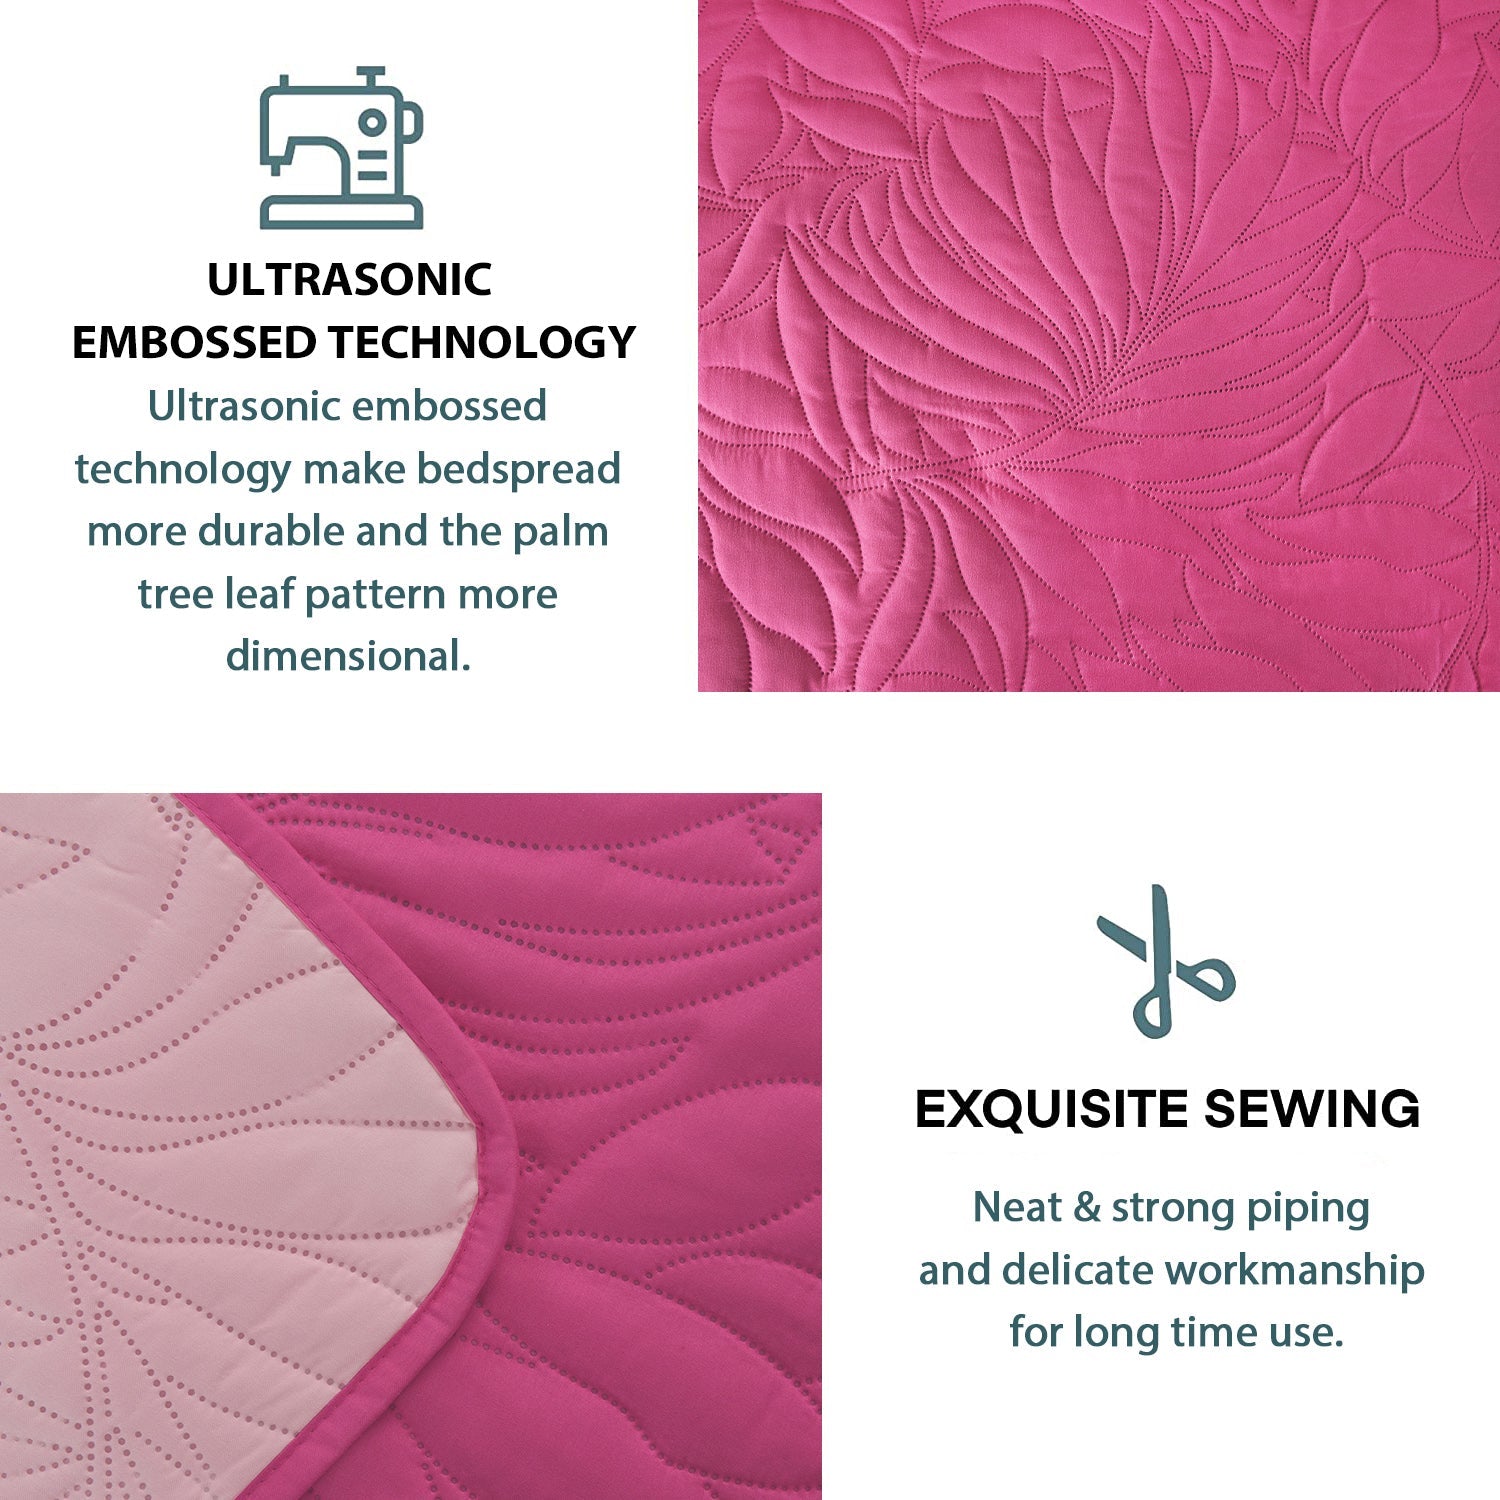 ULTRASONIC
EMBOSSED TECHNOLOGY
Ultrasonic embossed
technology make bedspread
more durable and the palm
tree leaf pattern more
dimensional.
EXQUISITE SEWING
Neat & strong piping
and delicate workmanship
for long time use.